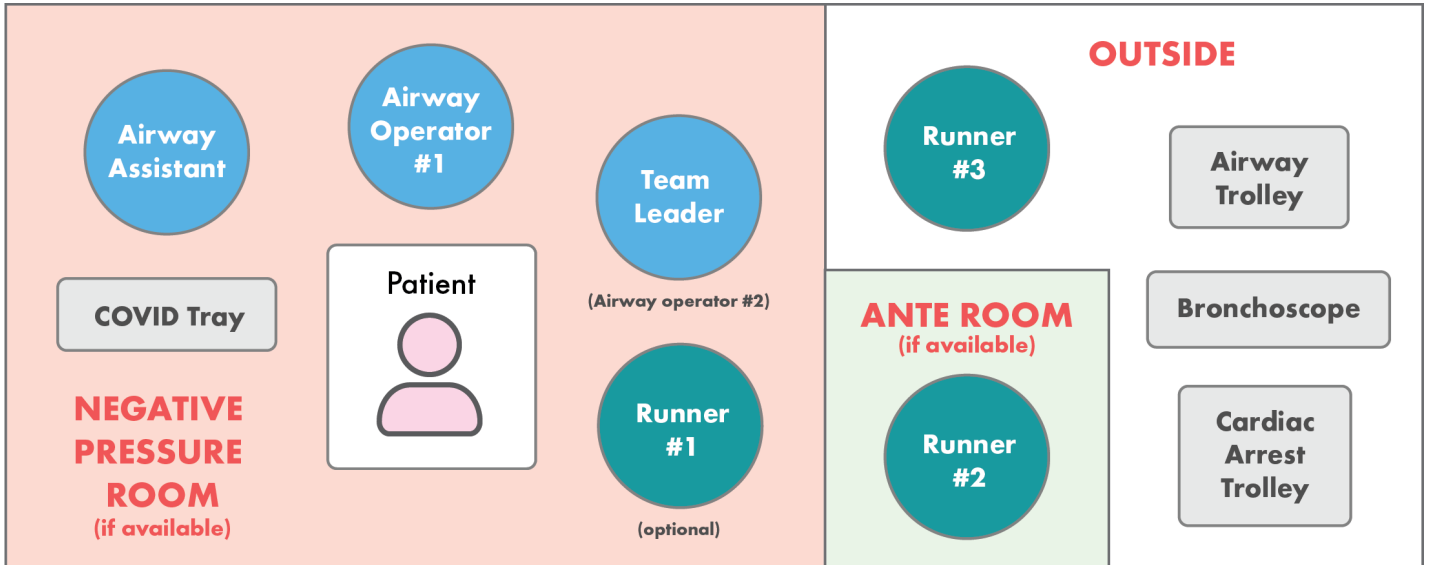 Airway
Assistant
Airway
Operator
#1
Team
Leader
(Airway operator #2)
Patient
COVID Tray
NEGATIVE
PRESSURE
ROOM
(if available)
Runner
#1
(optional)
OUTSIDE
Runner
#3
Airway
Trolley
Bronchoscope
Cardiac
Arrest
Trolley
ANTE ROOM
(if available)
Runner
#2